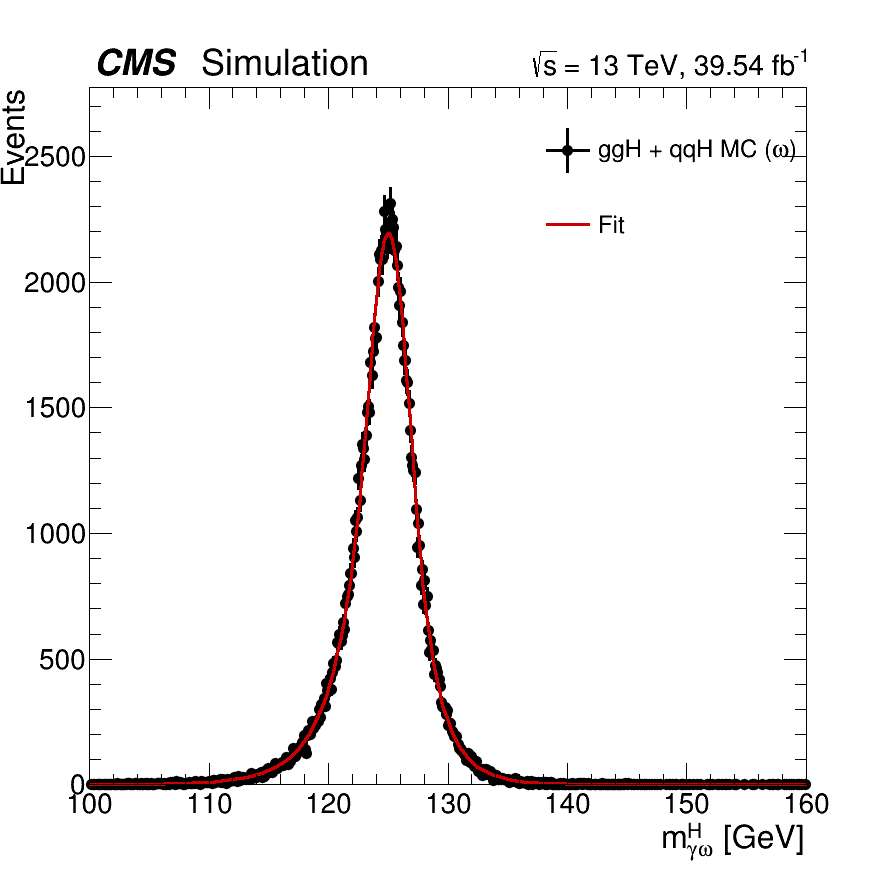 CMS Simulation √s = 13 TeV, 39.54 fb⁻¹
Events
ggH + qqH MC (ω)
Fit
2500
2000
1500
1000
500
0
100 110 120 130 140 150 160
m^H_γω [GeV]